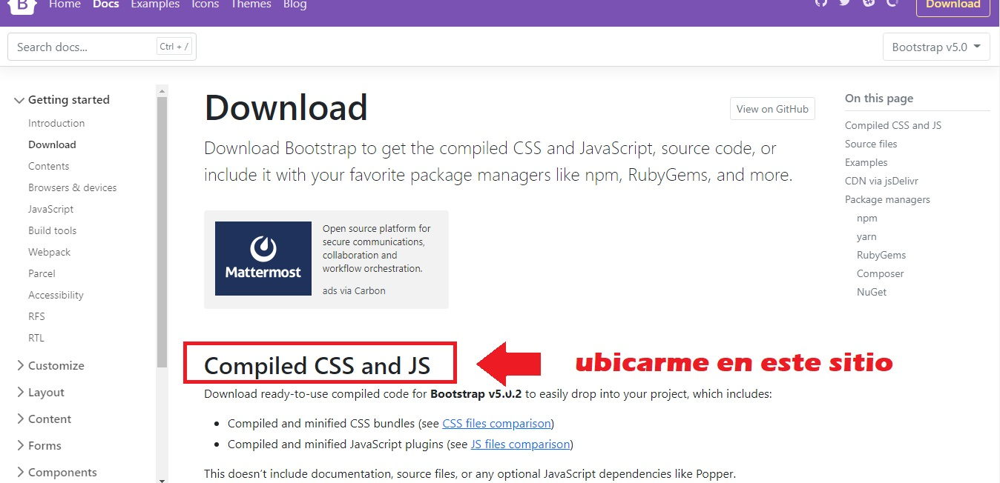 B Home Docs Examples Icons Themes Blog Download
Search docs... Ctrl + /
Bootstrap v5.0
Getting started
Introduction
Download
Contents
Browsers & devices
JavaScript
Build tools
Webpack
Parcel
Accessibility
RFS
RTL
Customize
Layout
Content
Forms
Components
Download
View on GitHub
Download Bootstrap to get the compiled CSS and JavaScript, source code, or
include it with your favorite package managers like npm, RubyGems, and more.
Mattermost
Open source platform for
secure communications,
collaboration and
workflow orchestration.
ads via Carbon
Compiled CSS and JS
ubicarme en este sitio
Download ready-to-use compiled code for Bootstrap v5.0.2 to easily drop into your project, which includes:
• Compiled and minified CSS bundles (see CSS files comparison)
• Compiled and minified JavaScript plugins (see JS files comparison)
This doesn’t include documentation, source files, or any optional JavaScript dependencies like Popper.
On this page
Compiled CSS and JS
Source files
Examples
CDN via jsDelivr
Package managers
npm
yarn
RubyGems
Composer
NuGet